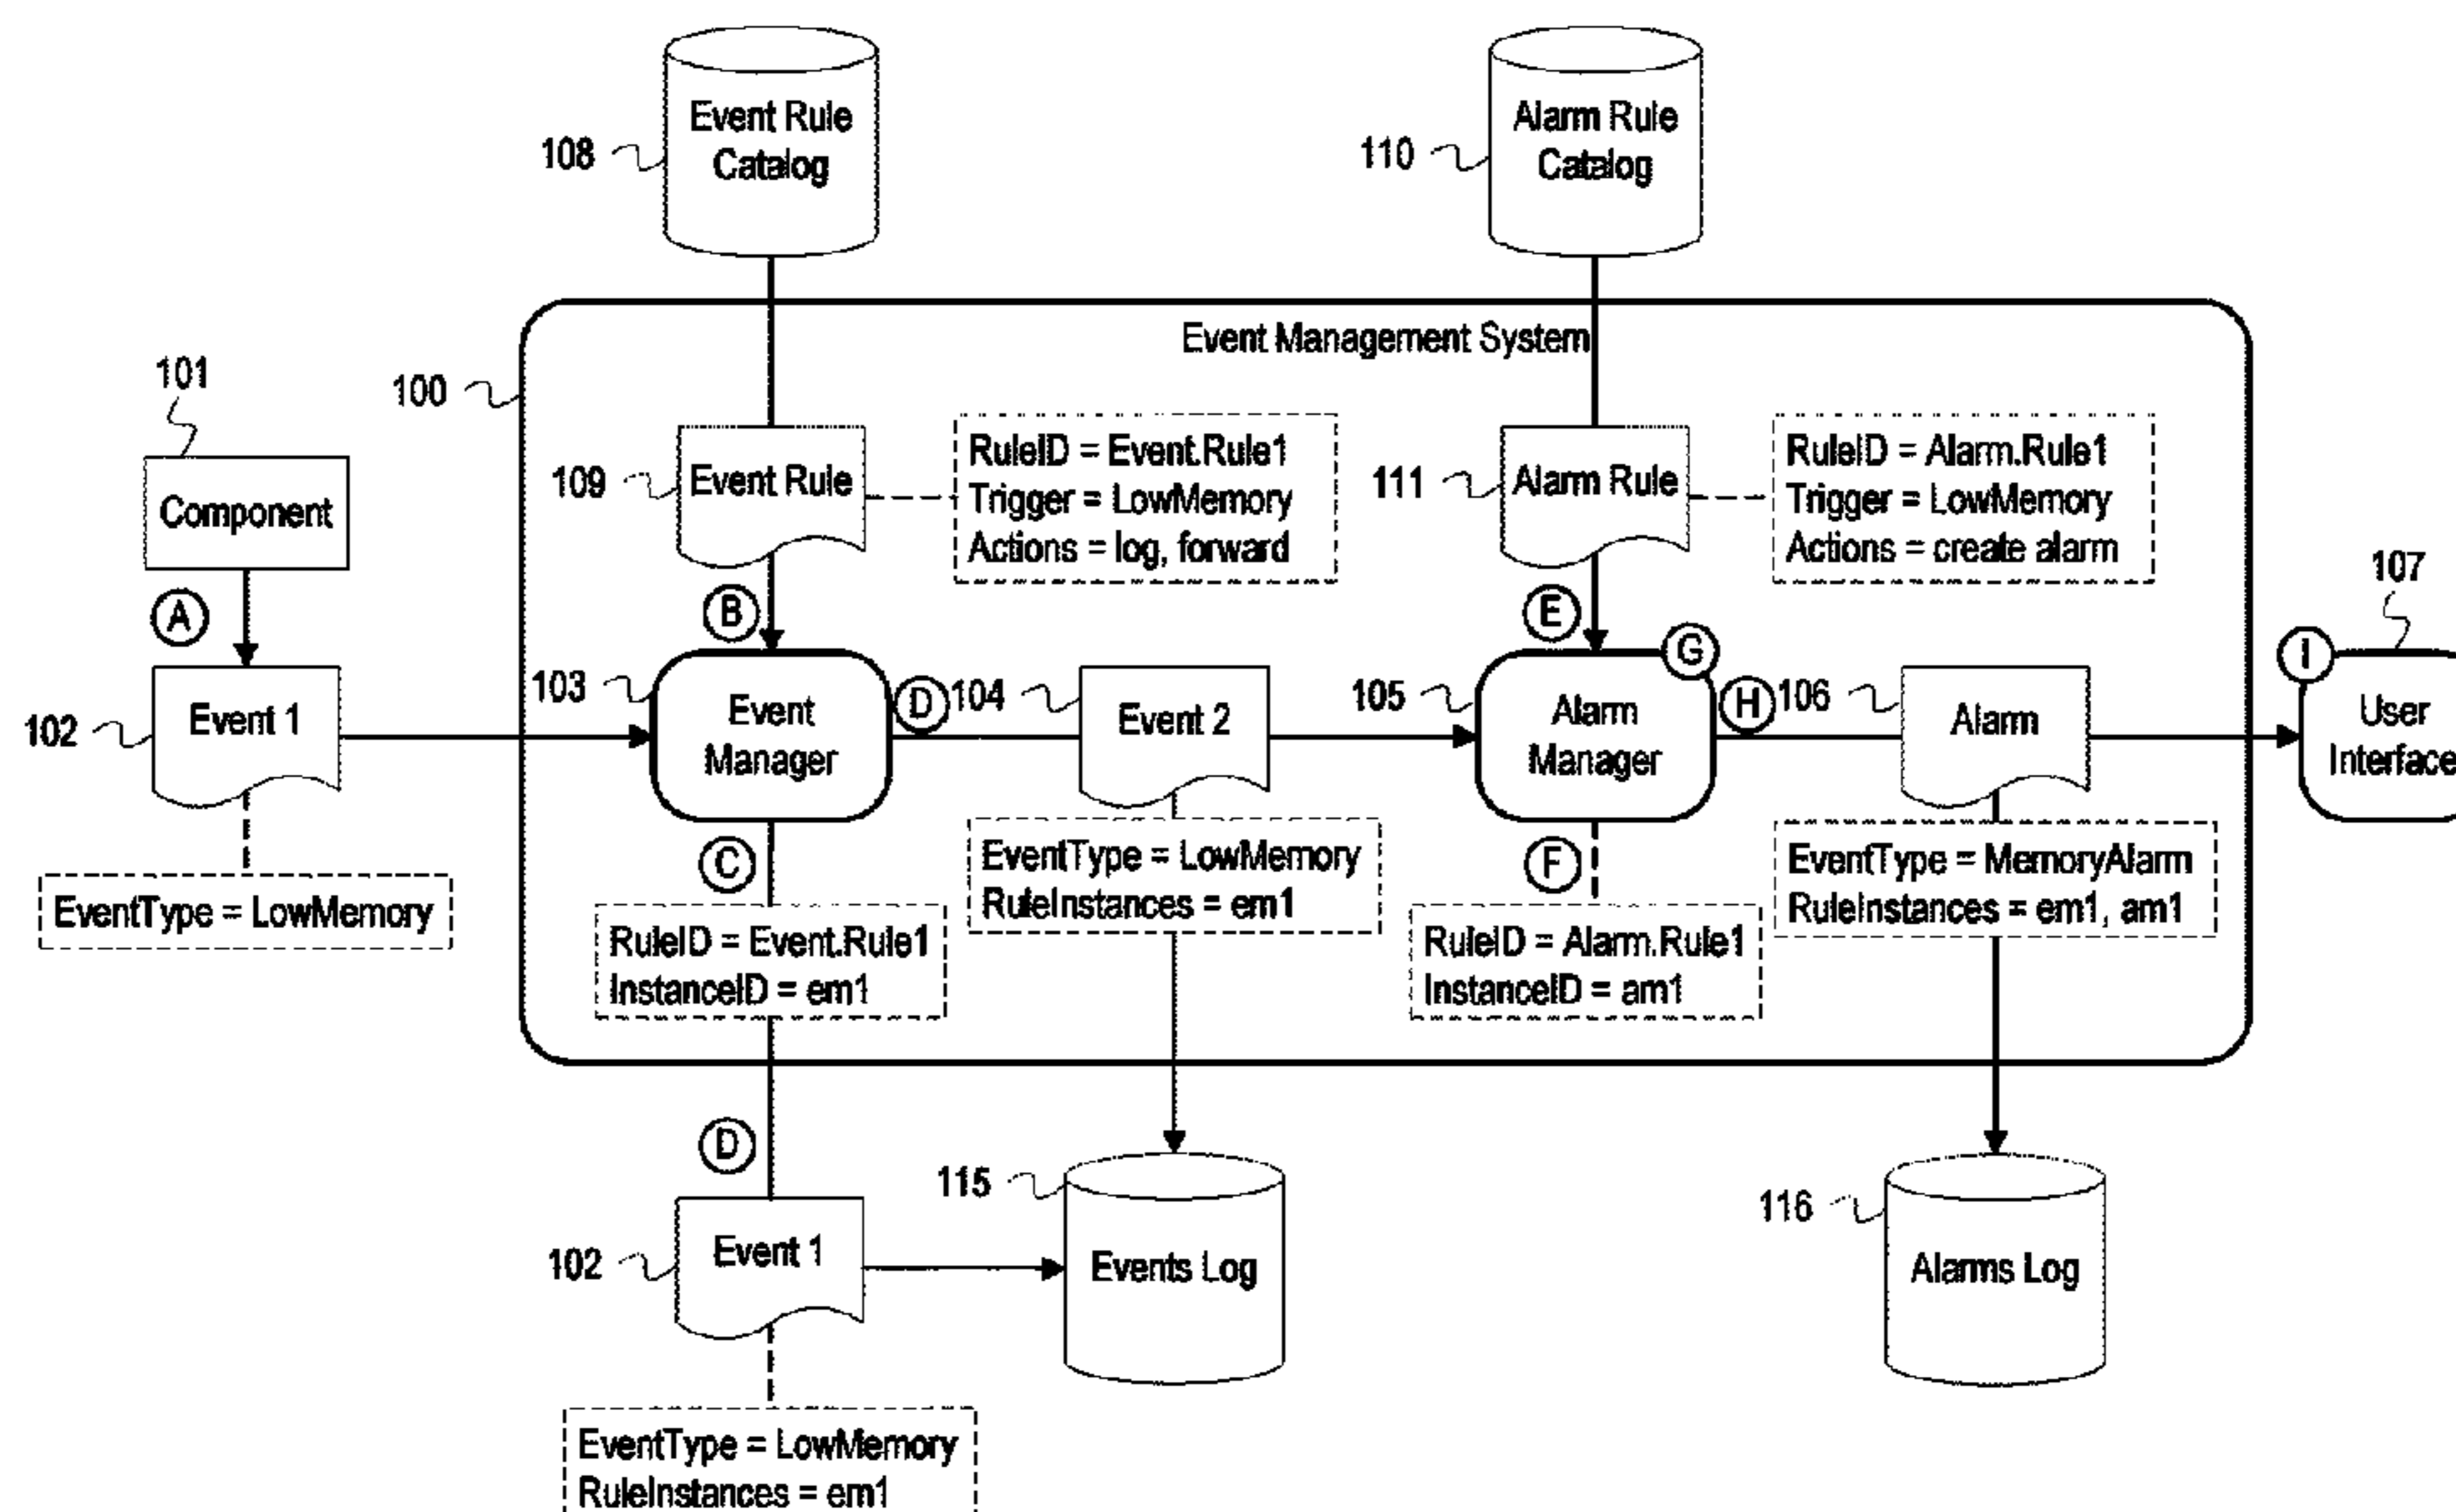 Event Rule
Catalog
108
Alarm Rule
Catalog
110
Event Management System
100
101
Component
109
Event Rule
RuleID = Event.Rule1
Trigger = LowMemory
Actions = log, forward
111
Alarm Rule
RuleID = Alarm.Rule1
Trigger = LowMemory
Actions = create alarm
107
A
B
E
G
I
102
Event 1
103
Event
Manager
D
104
Event 2
105
Alarm
Manager
H
106
Alarm
User
Interface
EventType = LowMemory
C
RuleID = Event.Rule1
InstanceID = em1
EventType = LowMemory
RuleInstances = em1
F
RuleID = Alarm.Rule1
InstanceID = am1
EventType = MemoryAlarm
RuleInstances = em1, am1
D
102
Event 1
115
Events Log
116
Alarms Log
EventType = LowMemory
RuleInstances = em1